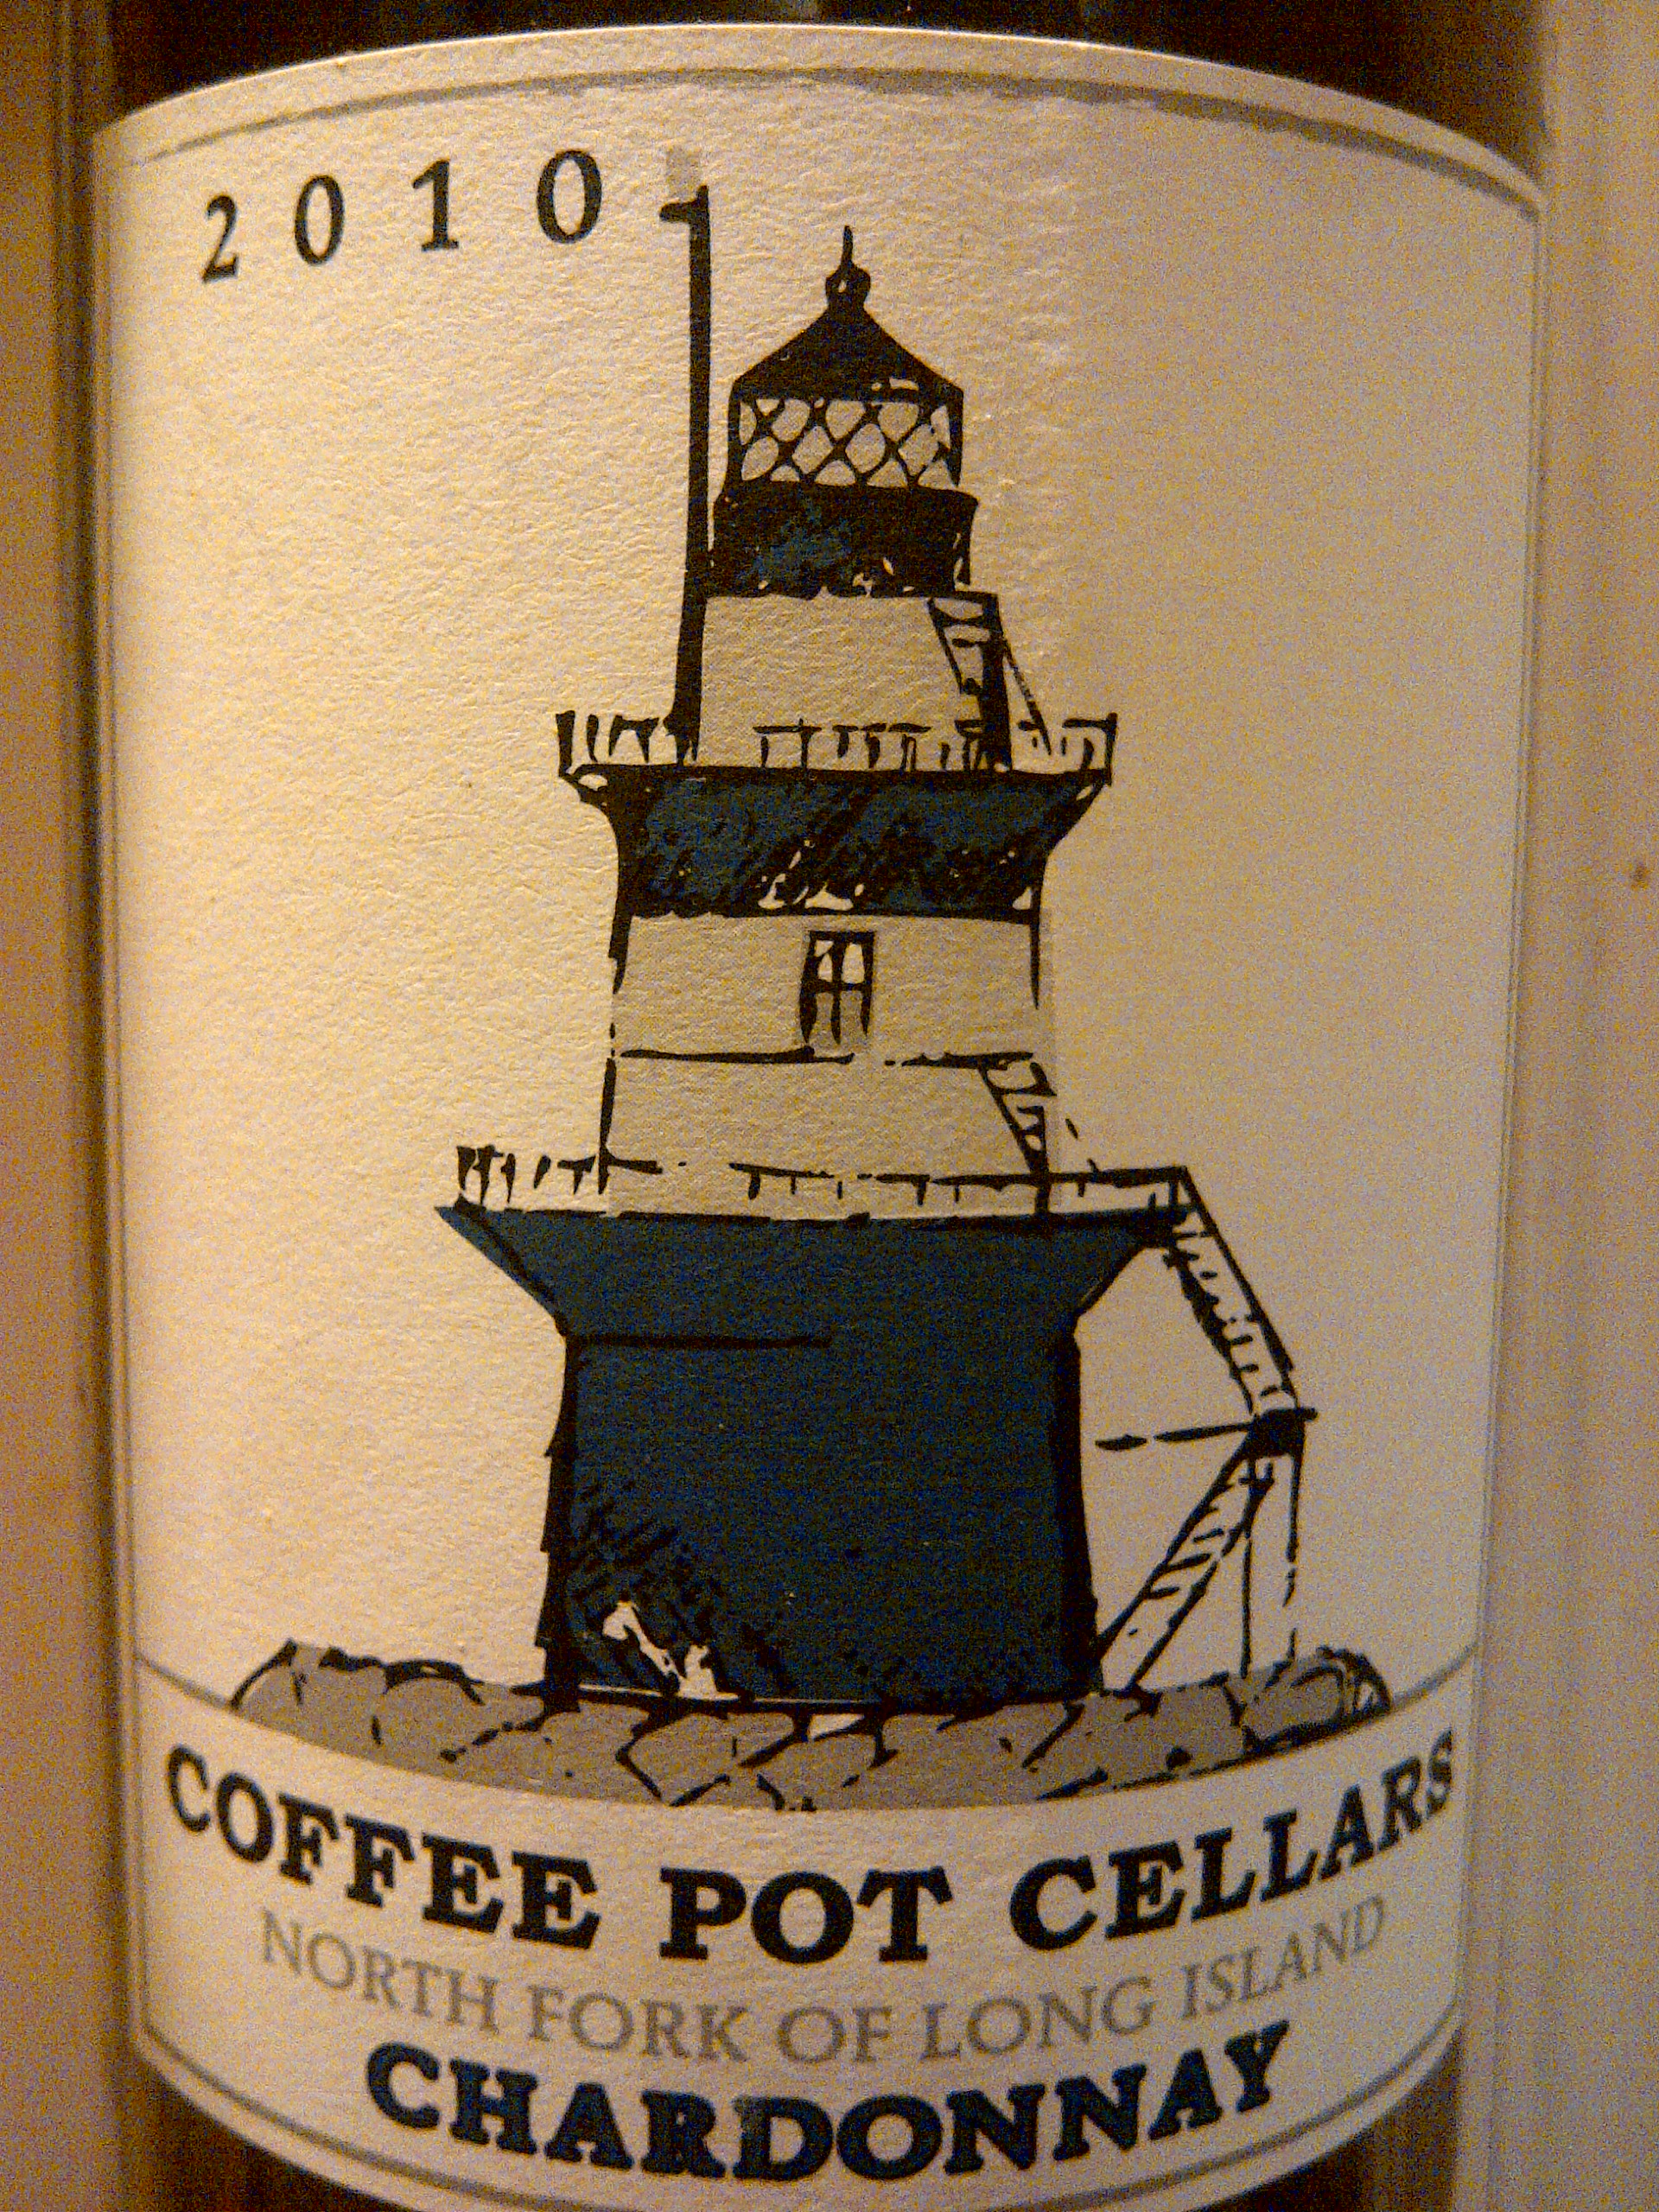 2010
COFFEE POT CELLARS
NORTH FORK OF LONG ISLAND
CHARDONNAY